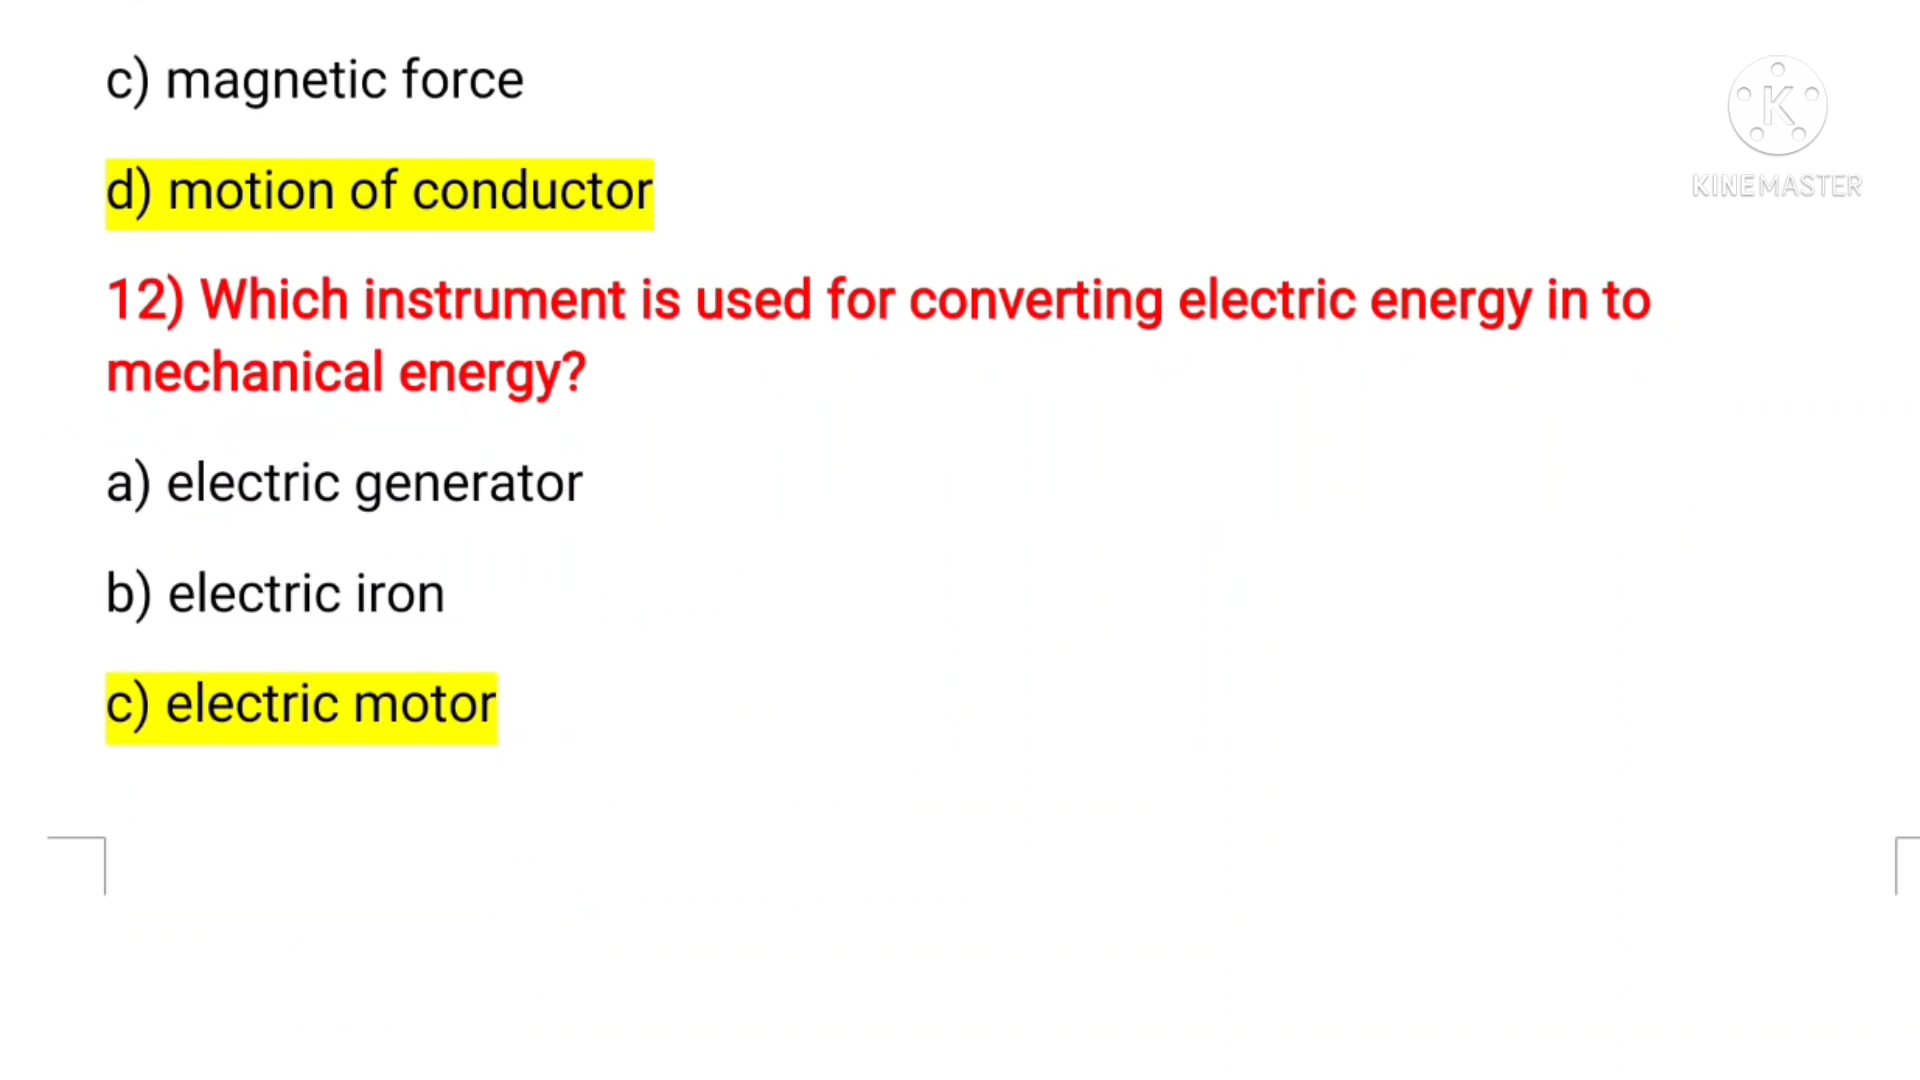 c) magnetic force
K
KINEMASTER
d) motion of conductor
12) Which instrument is used for converting electric energy in to
mechanical energy?
a) electric generator
b) electric iron
c) electric motor